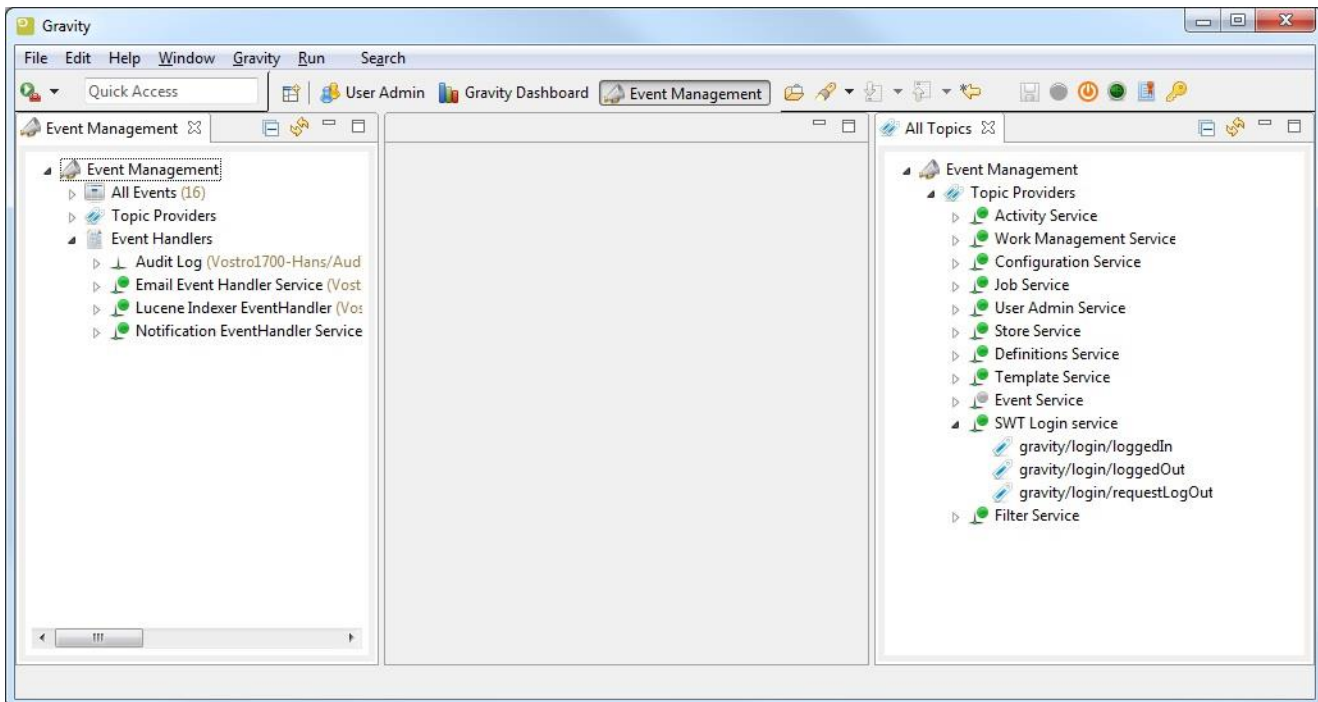 Gravity
File Edit Help Window Gravity Run Search
Quick Access User Admin Gravity Dashboard Event Management
Event Management
Event Management
All Events (16)
Topic Providers
Event Handlers
Audit Log (Vostro1700-Hans/Aud
Email Event Handler Service (Vost
Lucene Indexer EventHandler (Vos
Notification EventHandler Service
All Topics
Event Management
Topic Providers
Activity Service
Work Management Service
Configuration Service
Job Service
User Admin Service
Store Service
Definitions Service
Template Service
Event Service
SWT Login service
gravity/login/loggedIn
gravity/login/loggedOut
gravity/login/requestLogOut
Filter Service